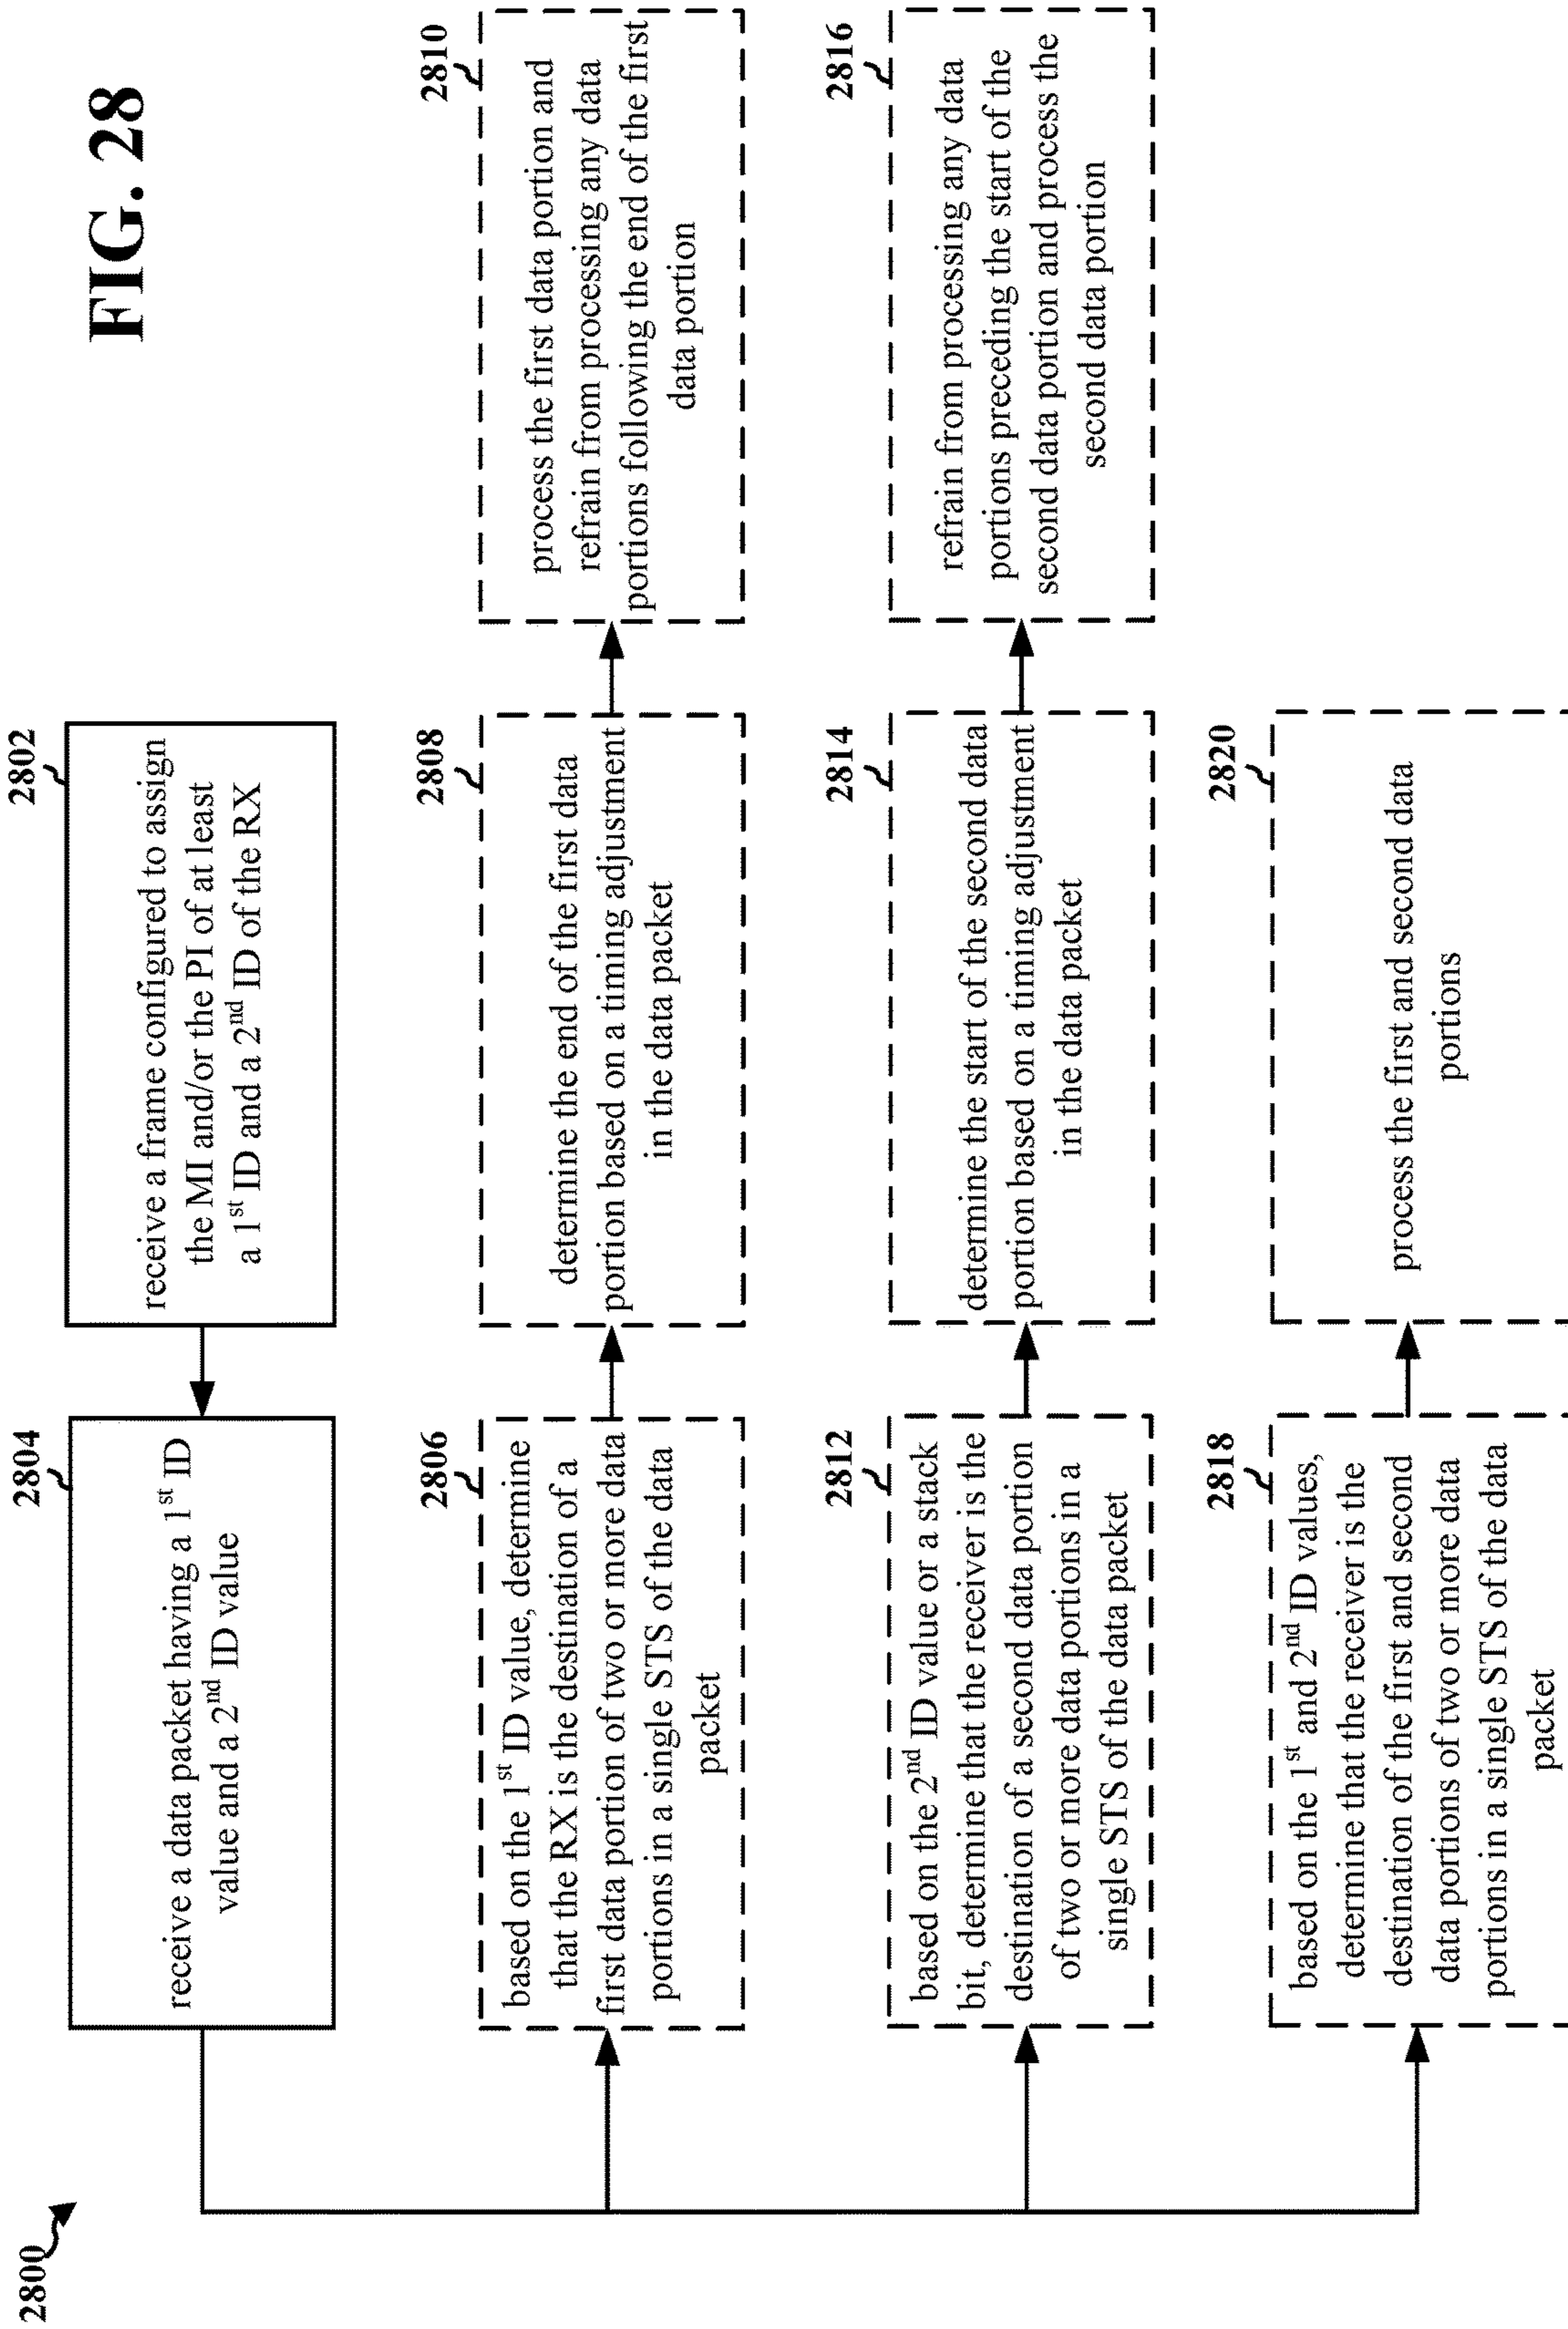 FIG. 28
2800
2802
receive a frame configured to assign
the MI and/or the PI of at least
a 1st ID and a 2nd ID of the RX
2804
receive a data packet having a 1st ID
value and a 2nd ID value
2806
based on the 1st ID value, determine
that the RX is the destination of a
first data portion of two or more data
portions in a single STS of the data
packet
2808
determine the end of the first data
portion based on a timing adjustment
in the data packet
2810
process the first data portion and
refrain from processing any data
portions following the end of the first
data portion
2812
based on the 2nd ID value or a stack
bit, determine that the receiver is the
destination of a second data portion
of two or more data portions in a
single STS of the data packet
2814
determine the start of the second data
portion based on a timing adjustment
in the data packet
2816
refrain from processing any data
portions preceding the start of the
second data portion and process the
second data portion
2818
based on the 1st and 2nd ID values,
determine that the receiver is the
destination of the first and second
data portions of two or more data
portions in a single STS of the data
packet
2820
process the first and second data
portions